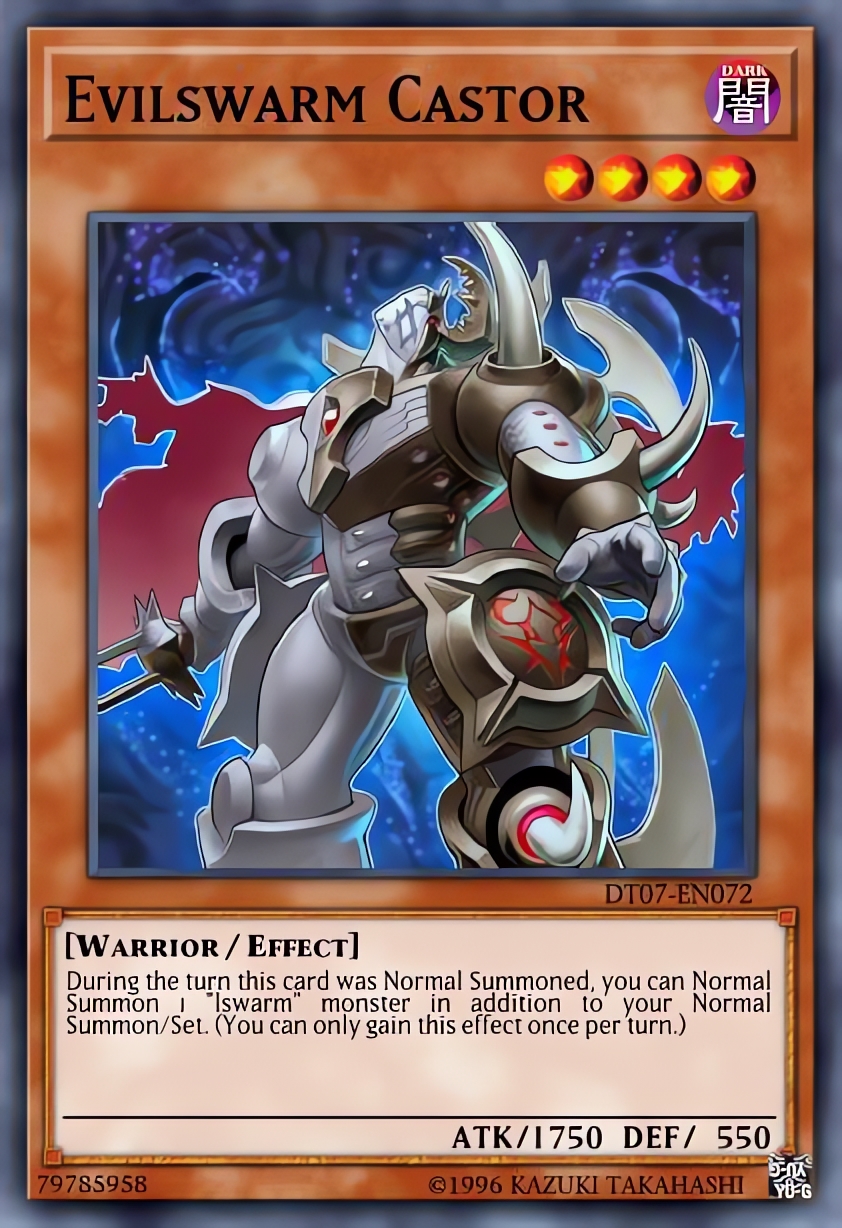 Evilswarm Castor
DARK
闇
DT07-EN072
[Warrior / Effect]
During the turn this card was Normal Summoned, you can Normal
Summon 1 "lswarm" monster in addition to your Normal
Summon/Set. (You can only gain this effect once per turn.)
ATK/1750 DEF/ 550
79785958
©1996 KAZUKI TAKAHASHI